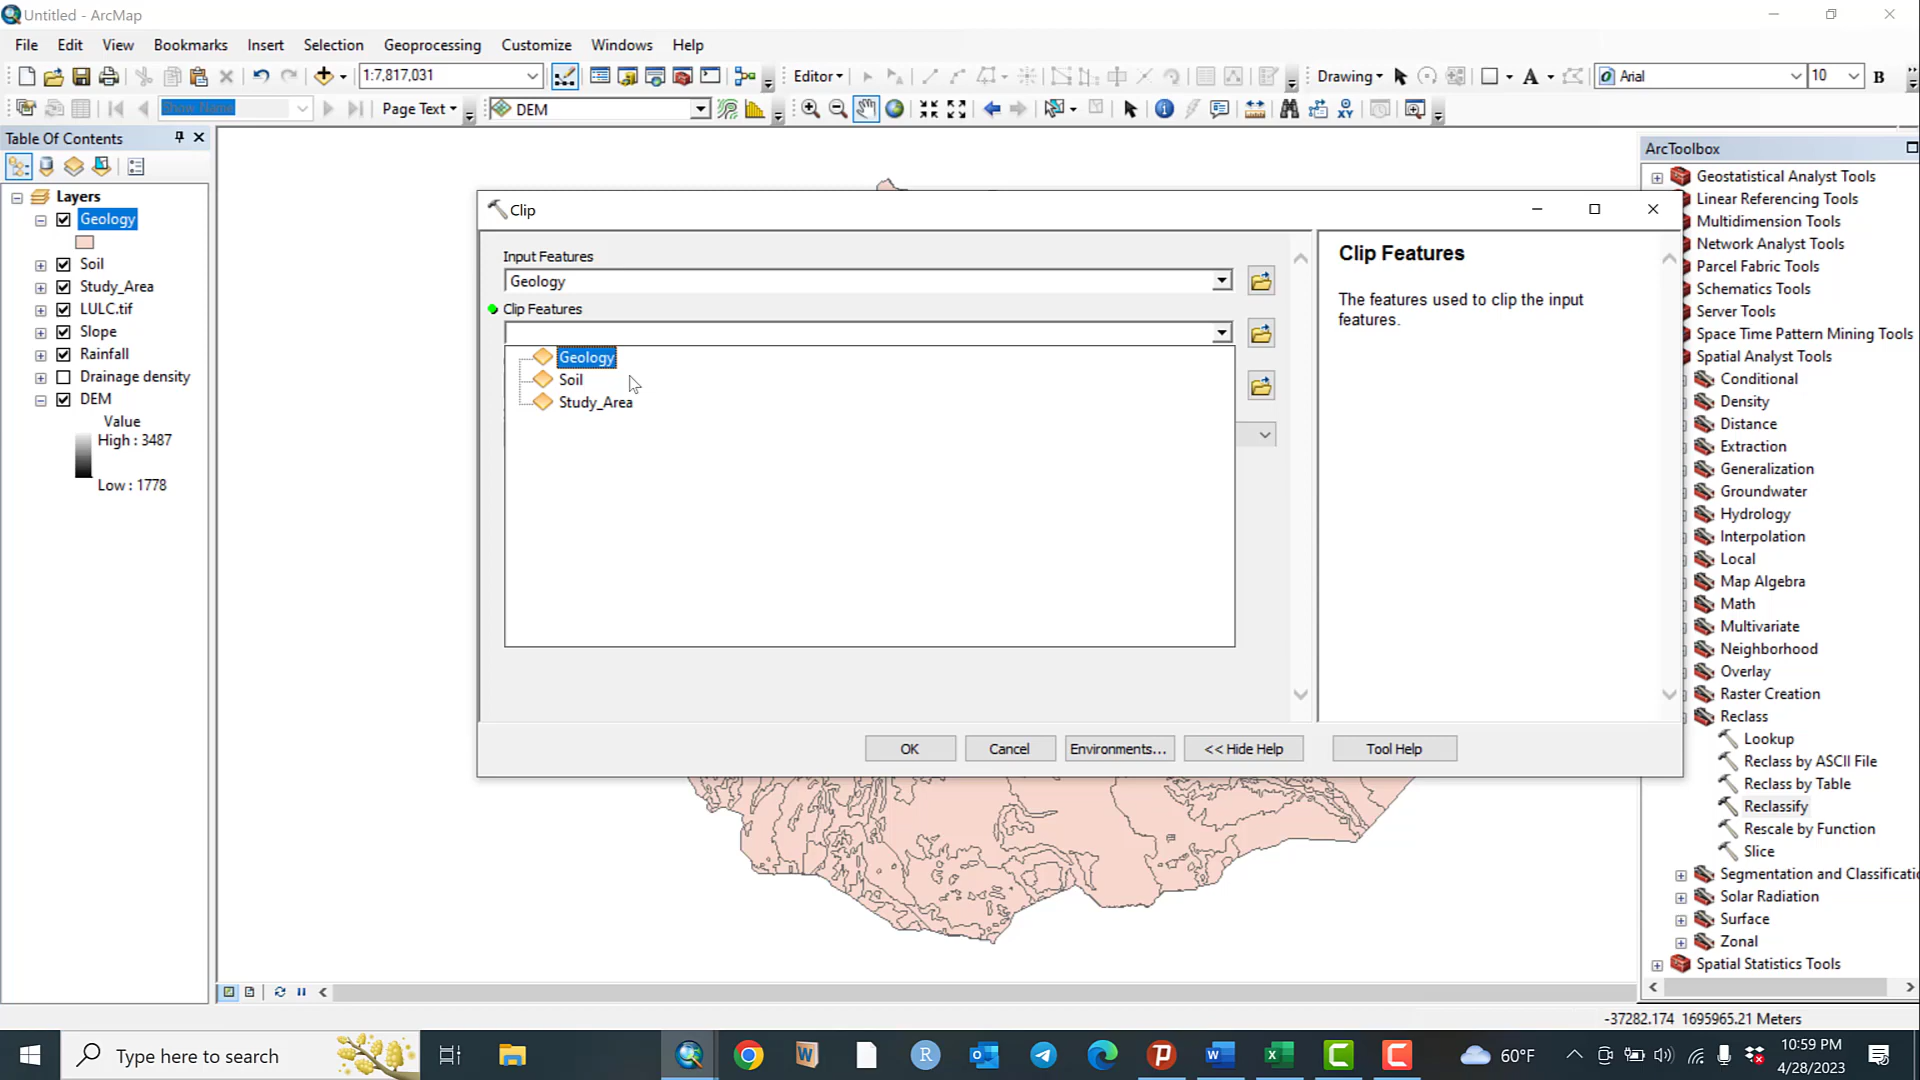 Untitled - ArcMap
File Edit View Bookmarks Insert Selection Geoprocessing Customize Windows Help
1:7,817,031
Editor
Drawing
A
Arial
10
B
Show Name
Page Text
DEM
Table Of Contents
Layers
Geology
Soil
Study_Area
LULC.tif
Slope
Rainfall
Drainage density
DEM
Value
High : 3487
Low : 1778
Clip
Input Features
Geology
Clip Features
Geology
Soil
Study_Area
Clip Features
The features used to clip the input
features.
OK
Cancel
Environments...
<< Hide Help
Tool Help
ArcToolbox
Geostatistical Analyst Tools
Linear Referencing Tools
Multidimension Tools
Network Analyst Tools
Parcel Fabric Tools
Schematics Tools
Server Tools
Space Time Pattern Mining Tools
Spatial Analyst Tools
Conditional
Density
Distance
Extraction
Generalization
Groundwater
Hydrology
Interpolation
Local
Map Algebra
Math
Multivariate
Neighborhood
Overlay
Raster Creation
Reclass
Lookup
Reclass by ASCII File
Reclass by Table
Reclassify
Rescale by Function
Slice
Segmentation and Classificatio
Solar Radiation
Surface
Zonal
Spatial Statistics Tools
-37282.174 1695965.21 Meters
Type here to search
60°F
10:59 PM
4/28/2023